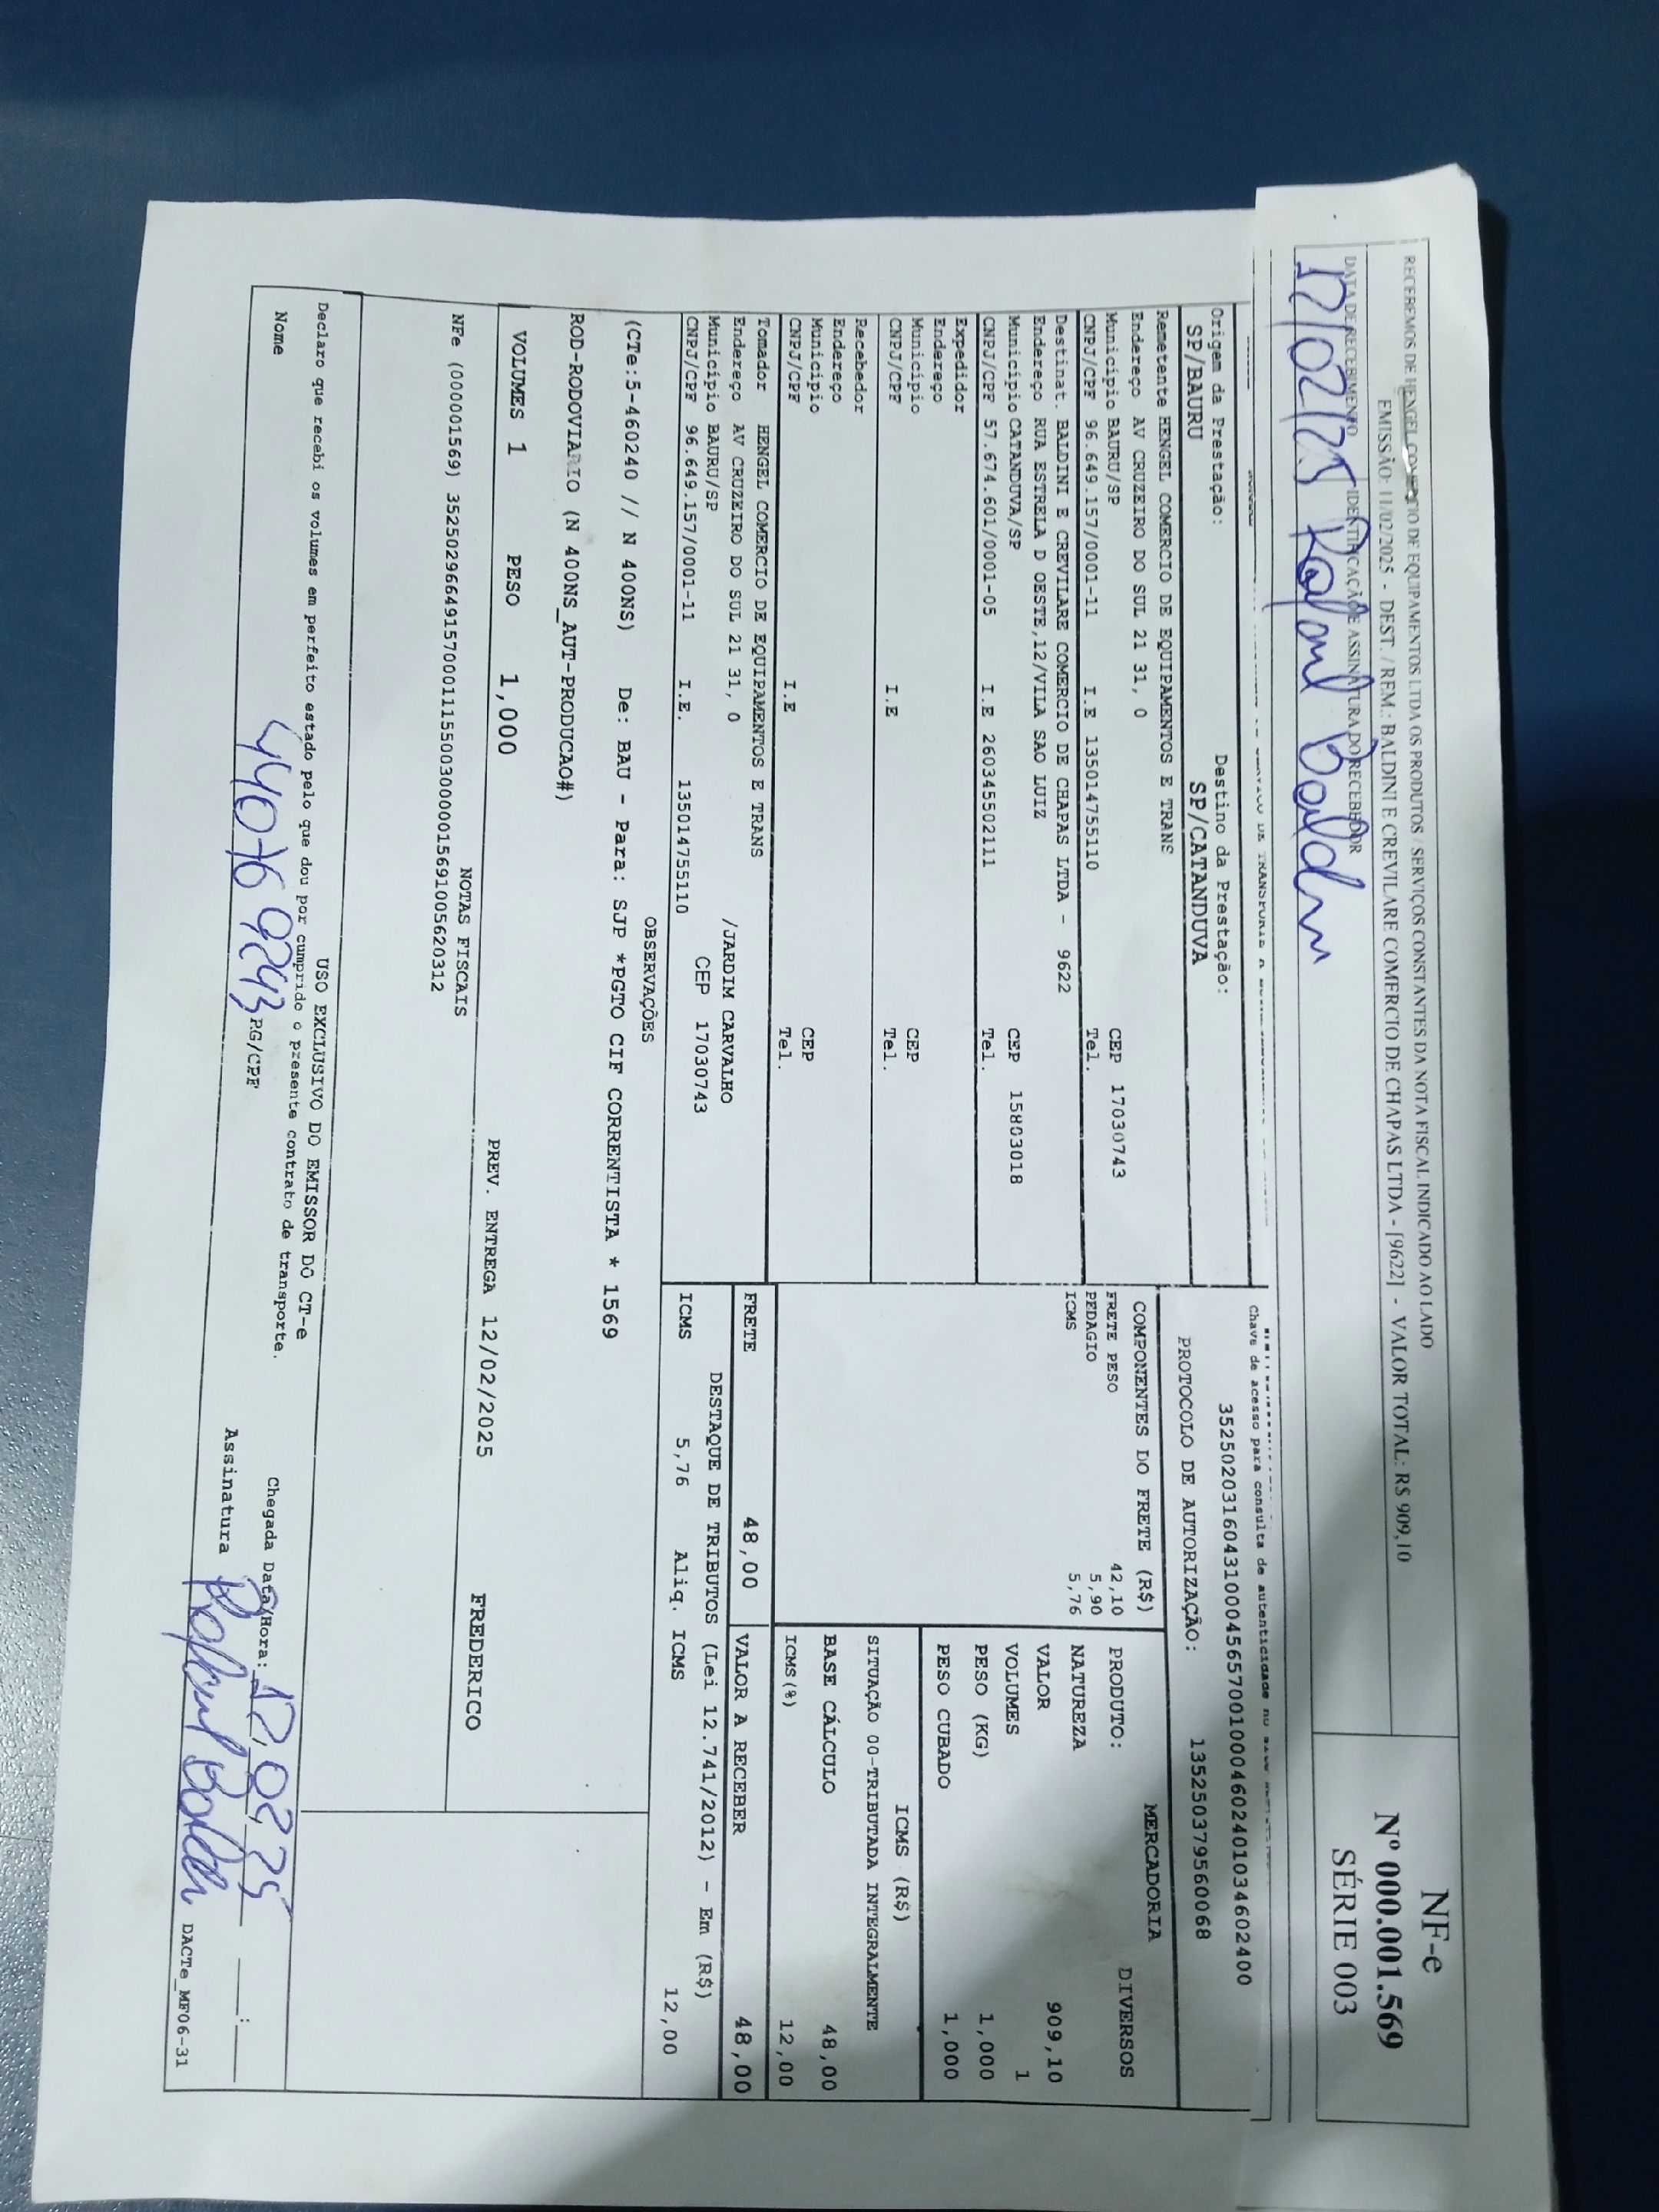 RECEBEMOS DE HENGEL COMERCIO DE EQUIPAMENTOS LTDA OS PRODUTOS / SERVIÇOS CONSTANTES DA NOTA FISCAL INDICADO AO LADO
EMISSÃO: 11/02/2025 - DEST. / REM.: BALDINI E CREVILARE COMERCIO DE CHAPAS LTDA - [9622] - VALOR TOTAL: R$ 909,10
DATA DE RECEBIMENTO
IDENTIFICAÇÃO E ASSINATURA DO RECEBEDOR
12/02/25 Rafael Baldin
NF-e
Nº 000.001.569
SÉRIE 003
Chave de acesso para consulta de autenticidade no
35250203160431000456570010004602401034602400
Origem da Prestação:
Destino da Prestação:
SP/BAURU
SP/CATANDUVA
PROTOCOLO DE AUTORIZAÇÃO: 135250379560068
Remetente HENGEL COMERCIO DE EQUIPAMENTOS E TRANS
Endereço AV CRUZEIRO DO SUL 21 31, 0
Município BAURU/SP CEP 17030743
CNPJ/CPF 96.649.157/0001-11 I.E 135014755110 Tel.
Destinat. BALDINI E CREVILARE COMERCIO DE CHAPAS LTDA - 9622
Endereço RUA ESTRELA D OESTE,12/VILA SAO LUIZ
Município CATANDUVA/SP CEP 15803018
CNPJ/CPF 57.674.601/0001-05 I.E 260345502111 Tel.
Expedidor
Endereço
Município CEP
CNPJ/CPF I.E Tel.
Recebedor
Endereço
Município CEP
CNPJ/CPF I.E Tel.
Tomador HENGEL COMERCIO DE EQUIPAMENTOS E TRANS
Endereço AV CRUZEIRO DO SUL 21 31, 0 /JARDIM CARVALHO
Município BAURU/SP CEP 17030743
CNPJ/CPF 96.649.157/0001-11 I.E. 135014755110
COMPONENTES DO FRETE (R$)
FRETE PESO 42,10
PEDAGIO 5,90
ICMS 5,76
MERCADORIA
PRODUTO: DIVERSOS
NATUREZA
VALOR 909,10
VOLUMES 1
PESO (KG) 1,000
PESO CUBADO 1,000
ICMS (R$)
SITUAÇÃO 00-TRIBUTADA INTEGRALMENTE
BASE CÁLCULO 48,00
ICMS(%) 12,00
FRETE 48,00
VALOR A RECEBER 48,00
DESTAQUE DE TRIBUTOS (Lei 12.741/2012) - Em (R$)
ICMS 5,76 Aliq. ICMS 12,00
OBSERVAÇÕES
(CTe:5-460240 // N 400NS) De: BAU - Para: SJP *PGTO CIF CORRENTISTA * 1569
ROD-RODOVIARIO (N 400NS_AUT-PRODUCAO#)
VOLUMES 1 PESO 1,000 PREV. ENTREGA 12/02/2025 FREDERICO
NOTAS FISCAIS
NFe (000001569) 35250296649157000111550030000015691005620312
USO EXCLUSIVO DO EMISSOR DO CT-e
Declaro que recebi os volumes em perfeito estado pelo que dou por cumprido o presente contrato de transporte.
Nome 440769243 RG/CPF
Chegada Data/Hora: 12,02,25 __:__
Assinatura Rafael Baldin
DACTe_MF06-31